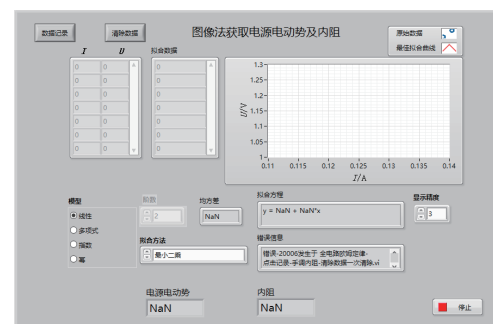 数据记录
清除数据
图像法获取电源电动势及内阻
原始数据
最佳拟合曲线
I
U
拟合数据
0 0 0
0 0 0
0 0 0
0 0 0
0 0 0
0 0 0
0 0 0
U/V
1.3-
1.25-
1.2-
1.15-
1.1-
1.05-
1-
0.11 0.115 0.12 0.125 0.13 0.135 0.14
I/A
模型
线性
多项式
指数
幂
阶数
2
均方差
NaN
拟合方法
最小二乘
拟合方程
y = NaN + NaN*x
显示精度
3
错误信息
错误-20006发生于 全电路欧姆定律-
点击记录-手调内阻-清除数据一次清除.vi
电源电动势
NaN
内阻
NaN
停止